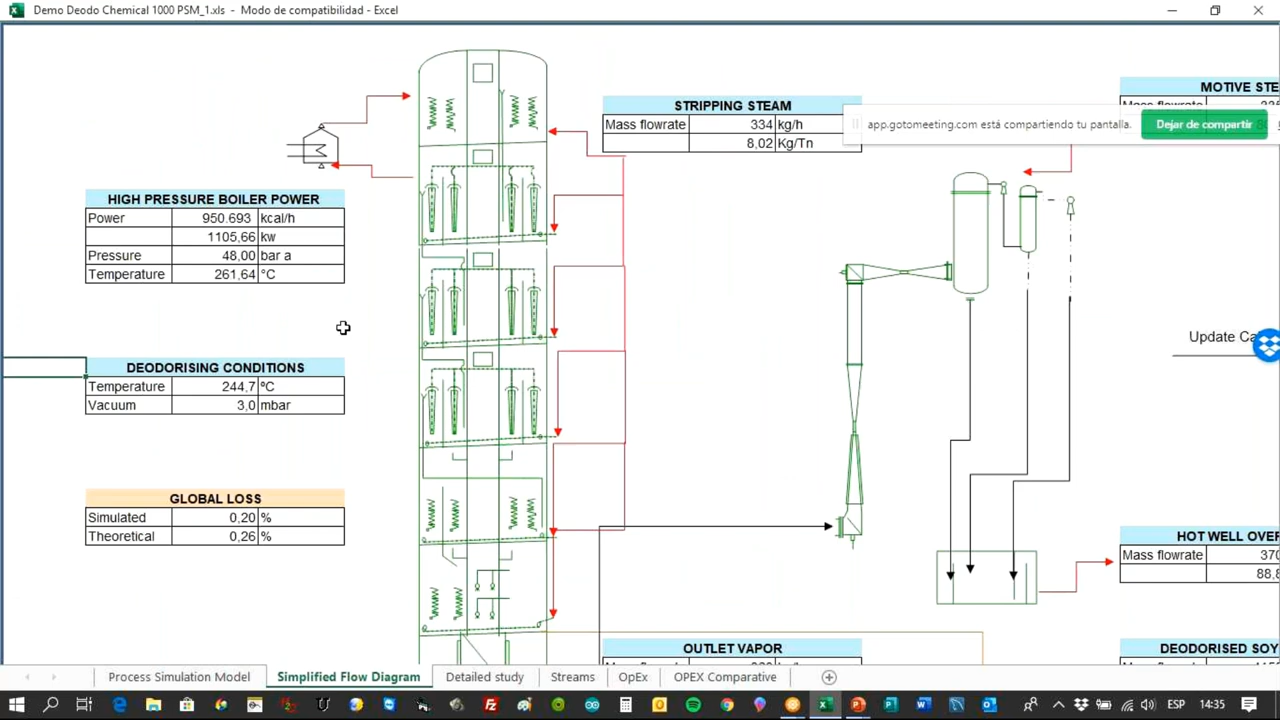 Demo Deodo Chemical 1000 PSM_1.xls - Modo de compatibilidad - Excel
MOTIVE STE
STRIPPING STEAM
Mass flowrate 334 kg/h
8,02 Kg/Tn
app.gotomeeting.com está compartiendo tu pantalla.
Dejar de compartir
HIGH PRESSURE BOILER POWER
Power 950.693 kcal/h
1105,66 kw
Pressure 48,00 bar a
Temperature 261,64 °C
Update Ca
DEODORISING CONDITIONS
Temperature 244,7 ºC
Vacuum 3,0 mbar
GLOBAL LOSS
Simulated 0,20 %
Theoretical 0,26 %
HOT WELL OVER
Mass flowrate 370
88,8
OUTLET VAPOR
DEODORISED SOY
Process Simulation Model
Simplified Flow Diagram
Detailed study
Streams
OpEx
OPEX Comparative
ESP
14:35